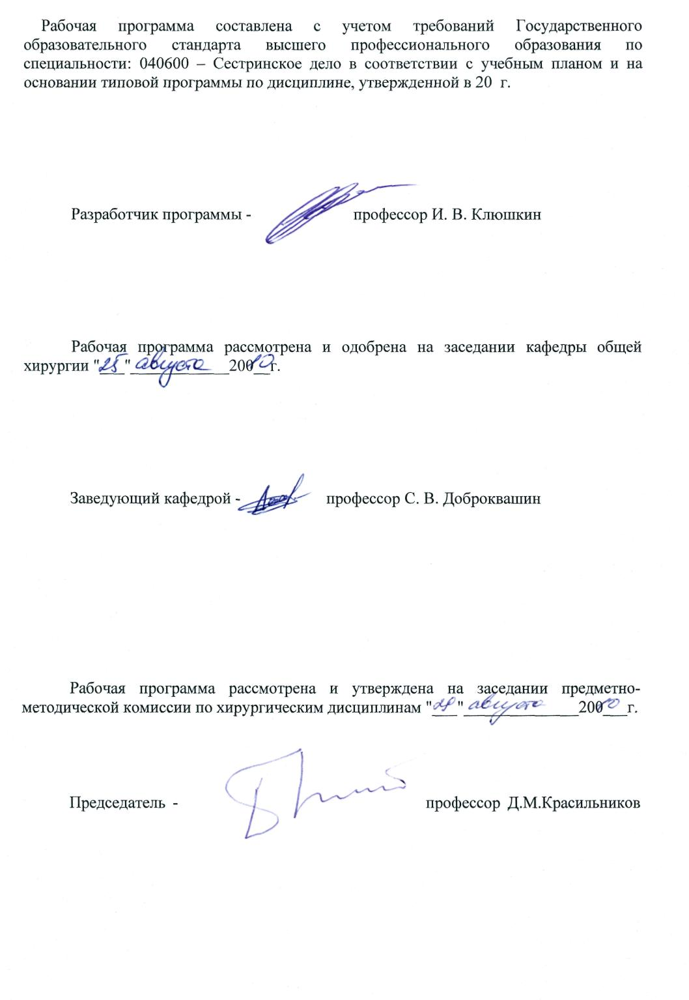 Рабочая программа составлена с учетом требований Государственного
образовательного стандарта высшего профессионального образования по
специальности: 040600 – Сестринское дело в соответствии с учебным планом и на
основании типовой программы по дисциплине, утвержденной в 20 г.
Разработчик программы - профессор И. В. Клюшкин
Рабочая программа рассмотрена и одобрена на заседании кафедры общей
хирургии "25" августа 2010 г.
Заведующий кафедрой - профессор С. В. Доброквашин
Рабочая программа рассмотрена и утверждена на заседании предметно-
методической комиссии по хирургическим дисциплинам "__" августа 2010 г.
Председатель - профессор Д.М.Красильников